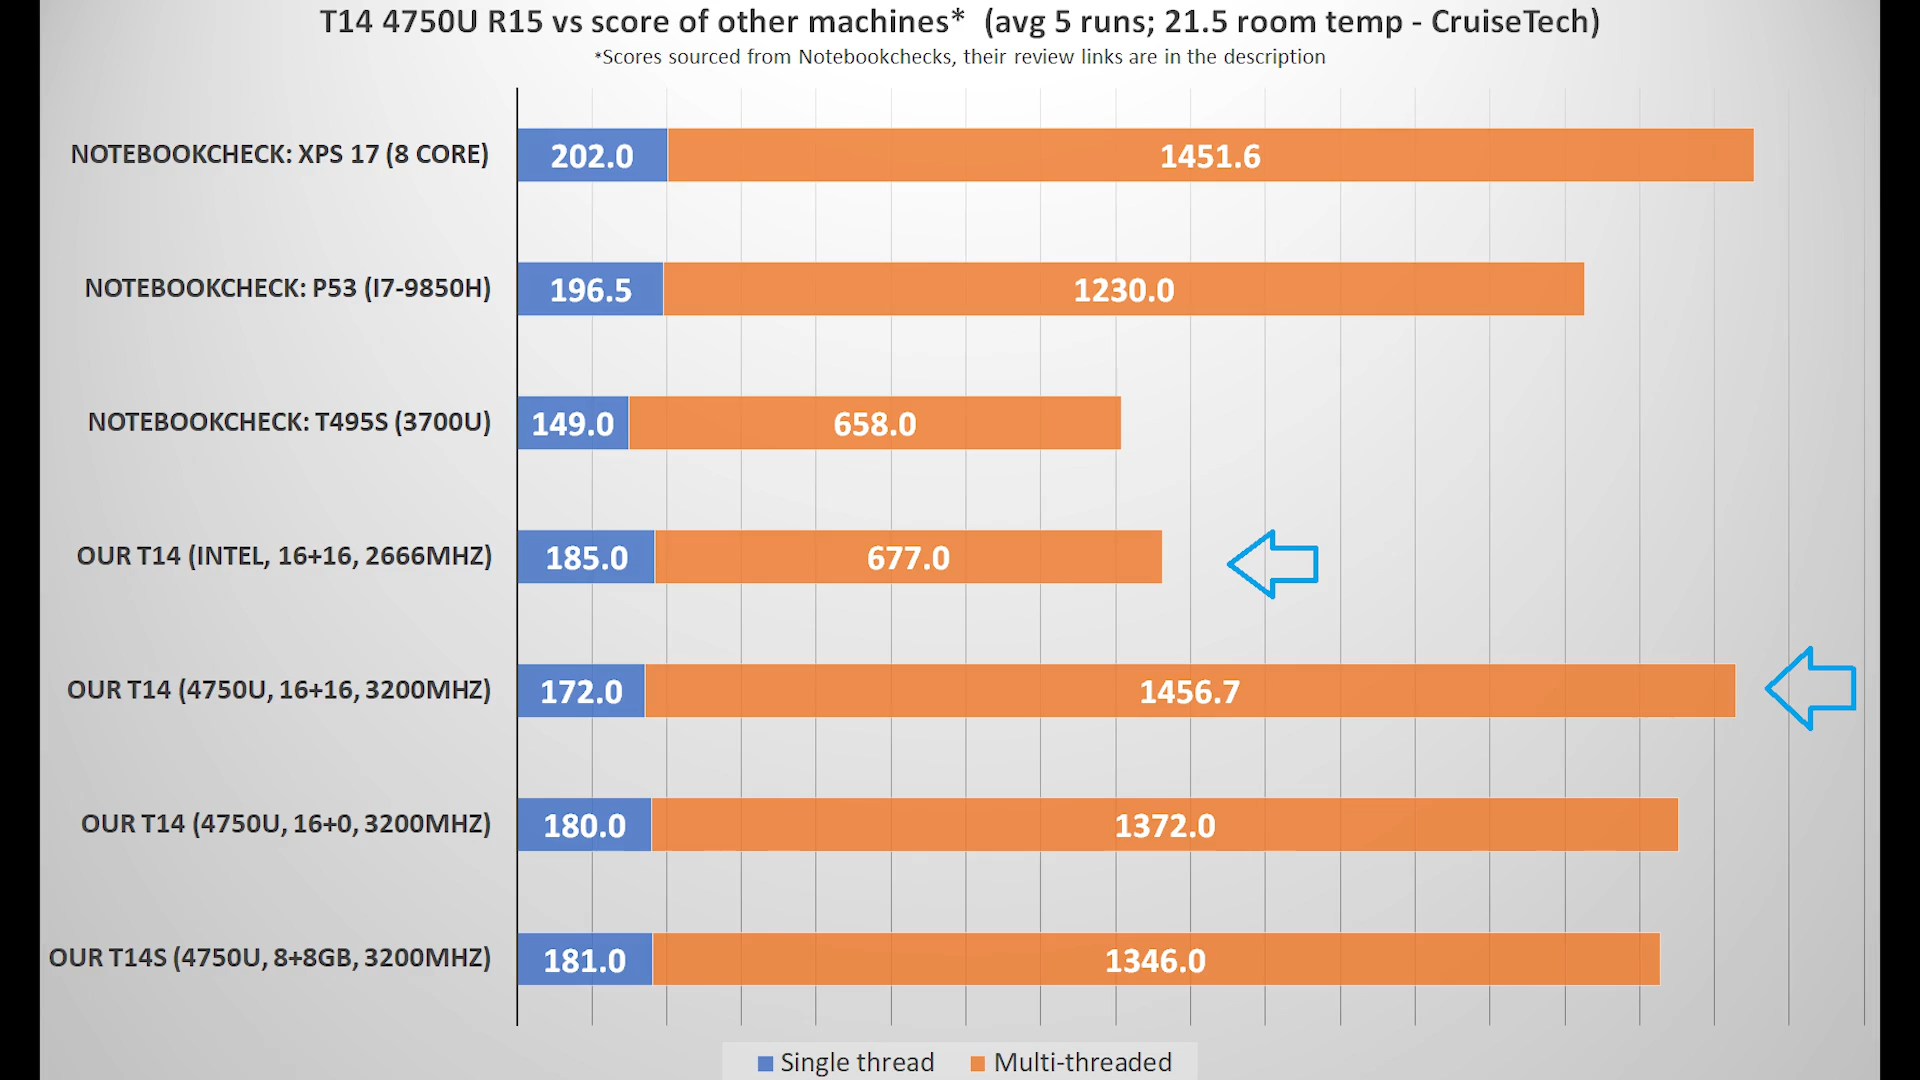 T14 4750U R15 vs score of other machines* (avg 5 runs; 21.5 room temp - CruiseTech)
*Scores sourced from Notebookchecks, their review links are in the description
NOTEBOOKCHECK: XPS 17 (8 CORE) 202.0 1451.6
NOTEBOOKCHECK: P53 (I7-9850H) 196.5 1230.0
NOTEBOOKCHECK: T495S (3700U) 149.0 658.0
OUR T14 (INTEL, 16+16, 2666MHZ) 185.0 677.0
OUR T14 (4750U, 16+16, 3200MHZ) 172.0 1456.7
OUR T14 (4750U, 16+0, 3200MHZ) 180.0 1372.0
OUR T14S (4750U, 8+8GB, 3200MHZ) 181.0 1346.0
Single thread Multi-threaded